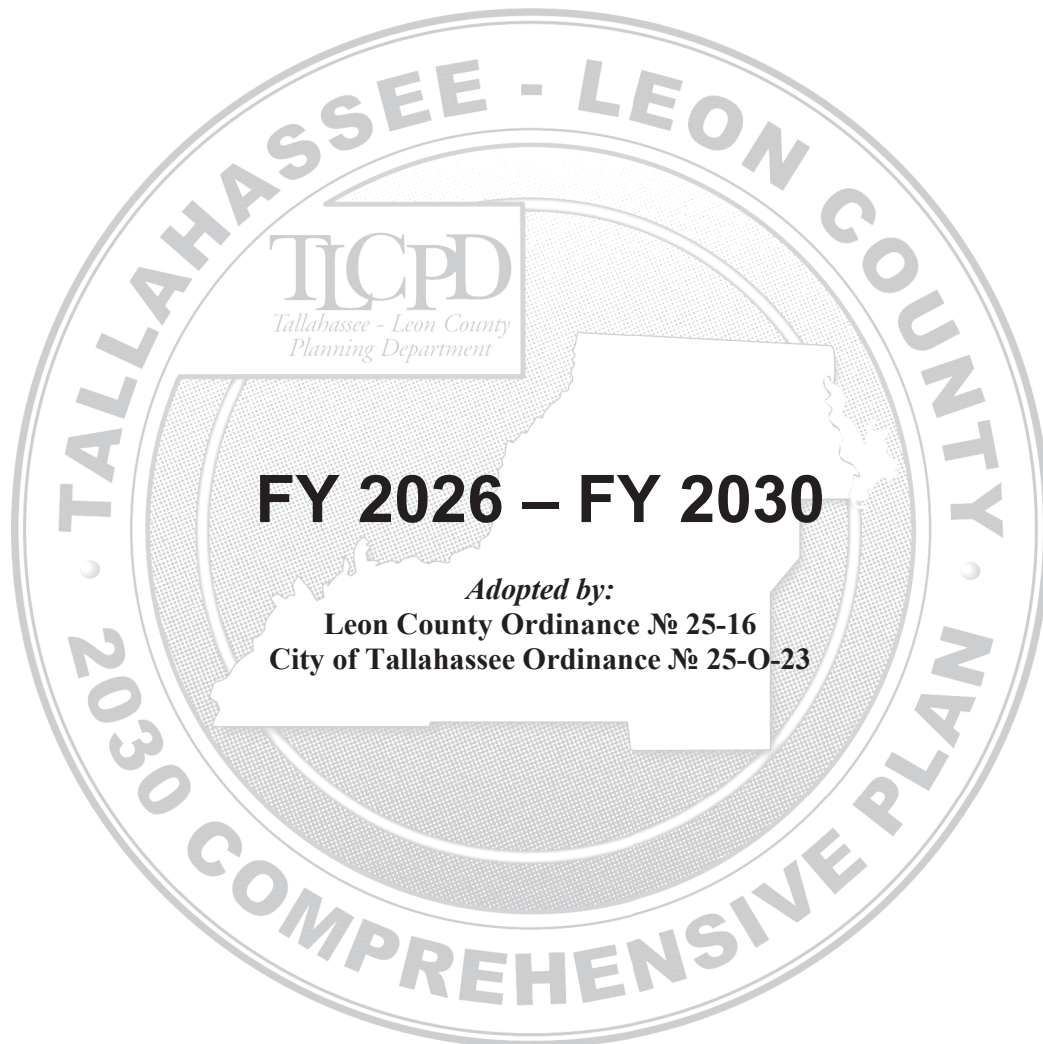 TALLAHASSEE - LEON COUNTY
TLCPD
Tallahassee - Leon County
Planning Department
FY 2026 – FY 2030
Adopted by:
Leon County Ordinance № 25-16
City of Tallahassee Ordinance № 25-O-23
2030 COMPREHENSIVE PLAN